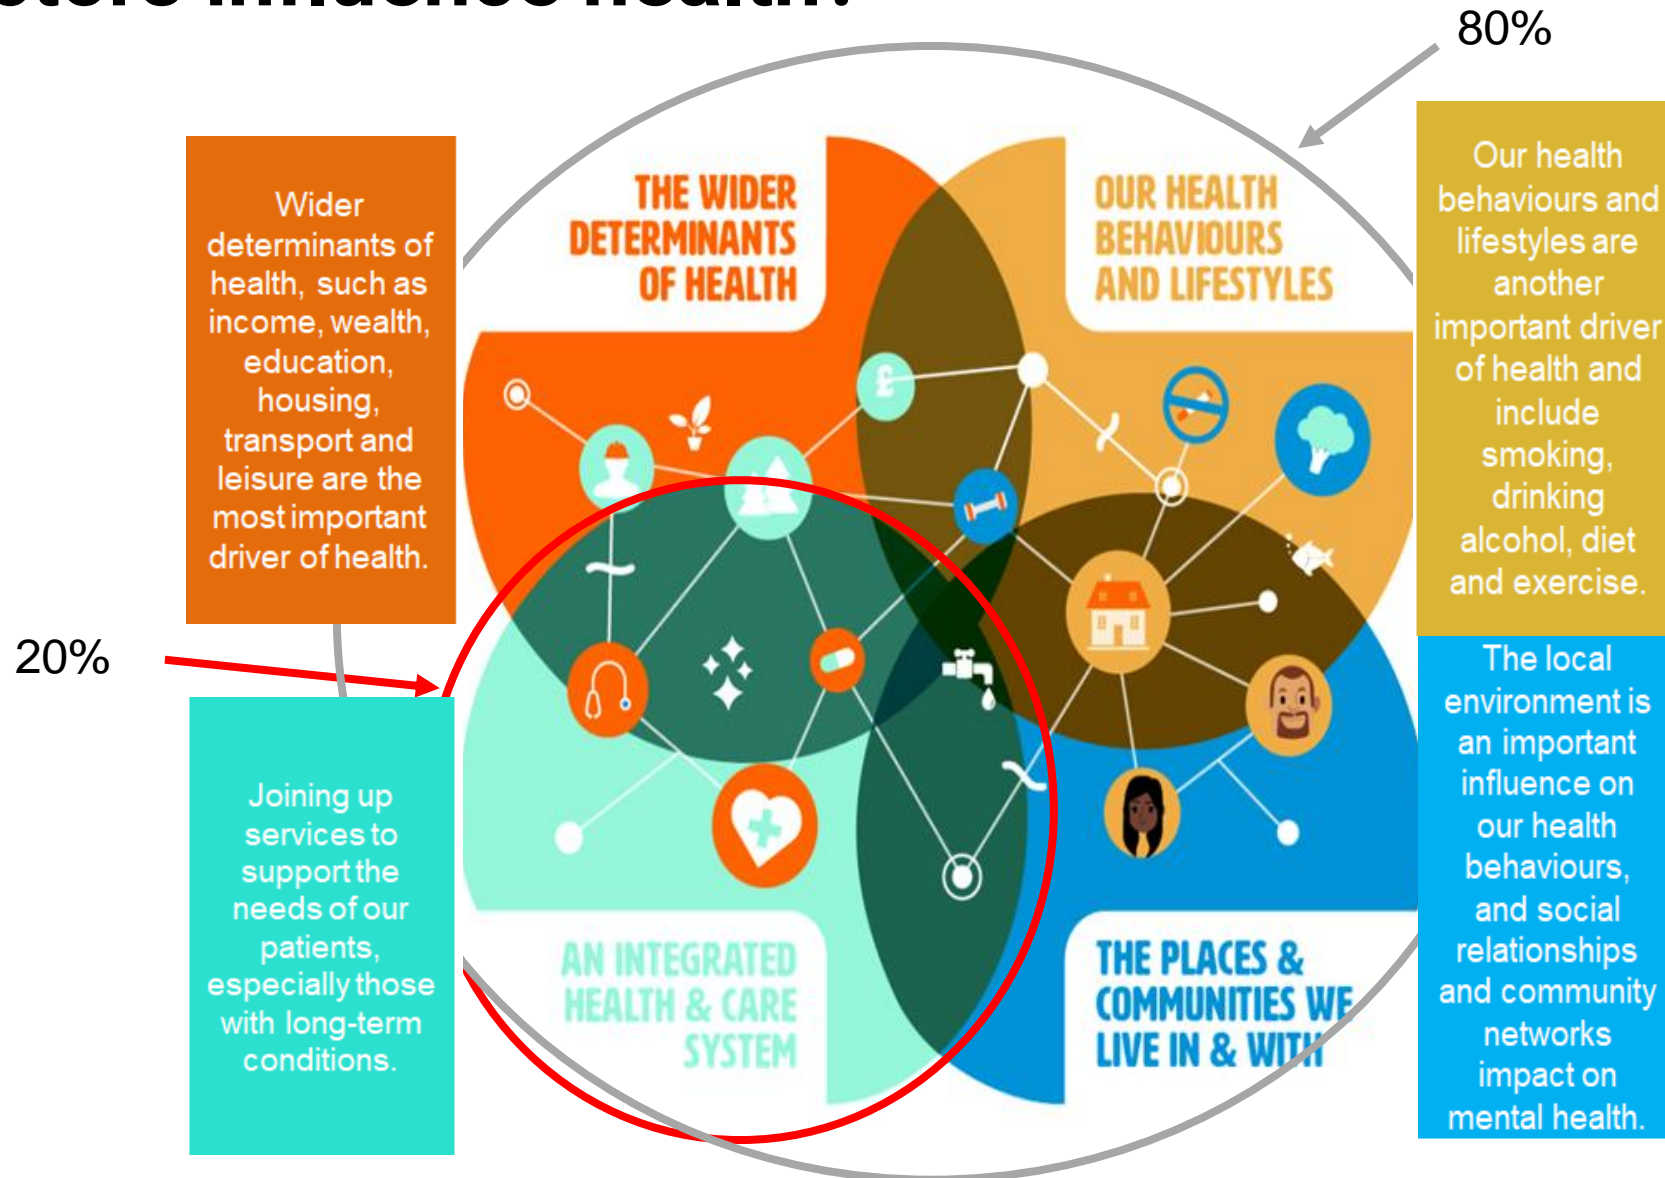 influence health?
80%
Wider
determinants of
health, such as
income, wealth,
education,
housing,
transport and
leisure are the
most important
driver of health.
THE WIDER
DETERMINANTS
OF HEALTH
OUR HEALTH
BEHAVIOURS
AND LIFESTYLES
Our health
behaviours and
lifestyles are
another
important driver
of health and
include
smoking,
drinking
alcohol, diet
and exercise.
£
20%
Joining up
services to
support the
needs of our
patients,
especially those
with long-term
conditions.
AN INTEGRATED
HEALTH & CARE
SYSTEM
THE PLACES &
COMMUNITIES WE
LIVE IN & WITH
The local
environment is
an important
influence on
our health
behaviours,
and social
relationships
and community
networks
impact on
mental health.